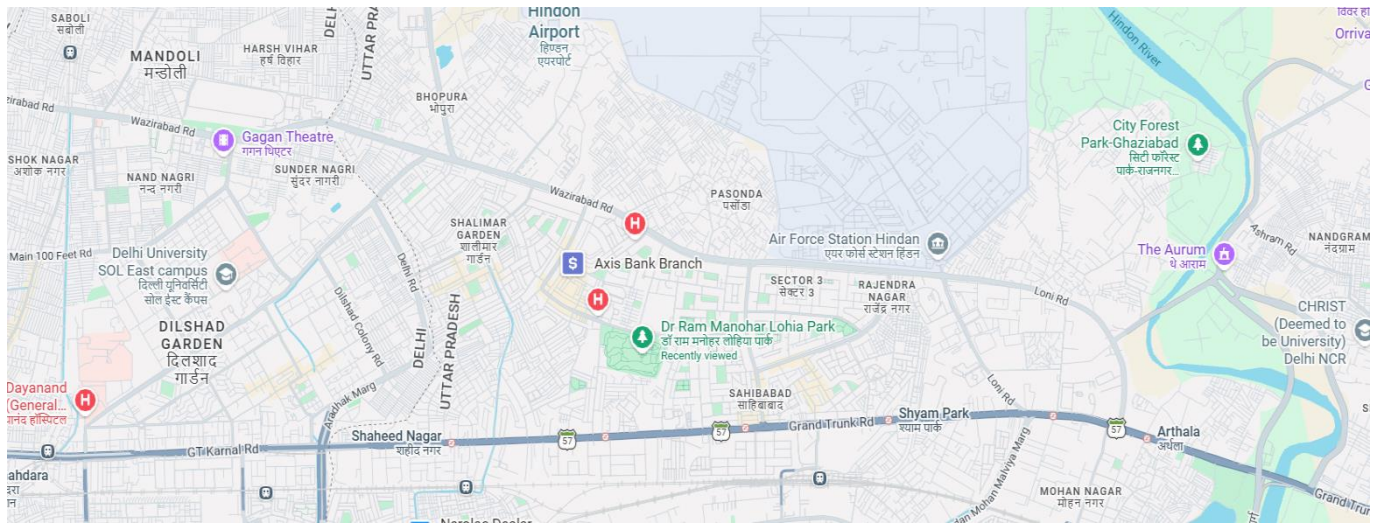 SABOLI
सबोली
MANDOLI
मन्डोली
HARSH VIHAR
हर्ष विहार
DELHI
UTTAR PRA
Hindon
Airport
हिण्डन
एयरपोर्ट
BHOPURA
भोपुरा
Hindon River
Orriva
Wazirabad Rd
Gagan Theatre
गगन थिएटर
ASHOK NAGAR
अशोक नगर
NAND NAGRI
नन्द नगरी
SUNDER NAGRI
सुंदर नागरी
Wazirabad Rd
PASONDA
पसोंडा
City Forest
Park-Ghaziabad
सिटी फॉरेस्ट
पार्क-राजनगर...
SHALIMAR
GARDEN
शालीमार
गार्डन
H
Air Force Station Hindan
एयर फोर्स स्टेशन हिंडन
The Aurum
थे आराम
Ashram Rd
NANDGRAM
नंदग्राम
Main 100 Feet Rd
Delhi University
SOL East campus
दिल्ली यूनिवर्सिटी
सोल ईस्ट कैंपस
Delhi Rd
Dilshad Colony Rd
$
Axis Bank Branch
H
SECTOR 3
सेक्टर 3
RAJENDRA
NAGAR
राजेंद्र नगर
Loni Rd
CHRIST
(Deemed to
be University)
Delhi NCR
DILSHAD
GARDEN
दिलशाद
गार्डन
DELHI
UTTAR PRADESH
Dr Ram Manohar Lohia Park
डॉ राम मनोहर लोहिया पार्क
Recently viewed
Dayanand
(General...
H
Aradhak Marg
SAHIBABAD
साहिबाबाद
Loni Rd
Shyam Park
श्याम पार्क
Shaheed Nagar
शहीद नगर
57
57
Grand Trunk Rd
57
Arthala
अर्थला
GT Karnal Rd
ahdara
MOHAN NAGAR
मोहन नगर
dan Mohan Malviya Marg
Grand Tru